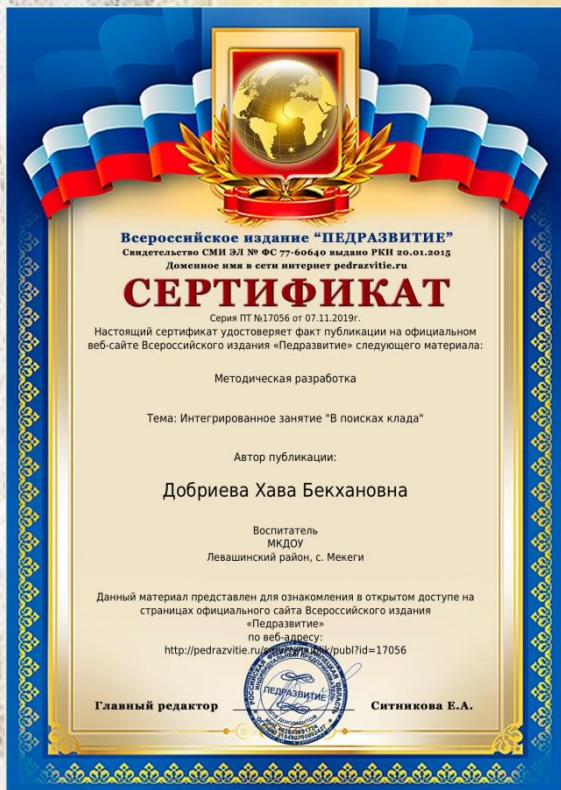 Всероссийское издание "ПЕДРАЗВИТИЕ"
Свидетельство СМИ ЭЛ № ФС 77-60640 выдано РКН 20.01.2015
Доменное имя в сети интернет pedrazvitie.ru
СЕРТИФИКАТ
Серия ПТ №17056 от 07.11.2019г.
Настоящий сертификат удостоверяет факт публикации на официальном
веб-сайте Всероссийского издания «Педразвитие» следующего материала:
Методическая разработка
Тема: Интегрированное занятие "В поисках клада"
Автор публикации:
Добриева Хава Бекхановна
Воспитатель
МКДОУ
Левашинский район, с. Мекеги
Данный материал представлен для ознакомления в открытом доступе на
страницах официального сайта Всероссийского издания
«Педразвитие»
по веб-адресу:
http://pedrazvitie.ru/
publ?id=17056
ПЕДРАЗВИТИЕ
Главный редактор
Ситникова Е.А.